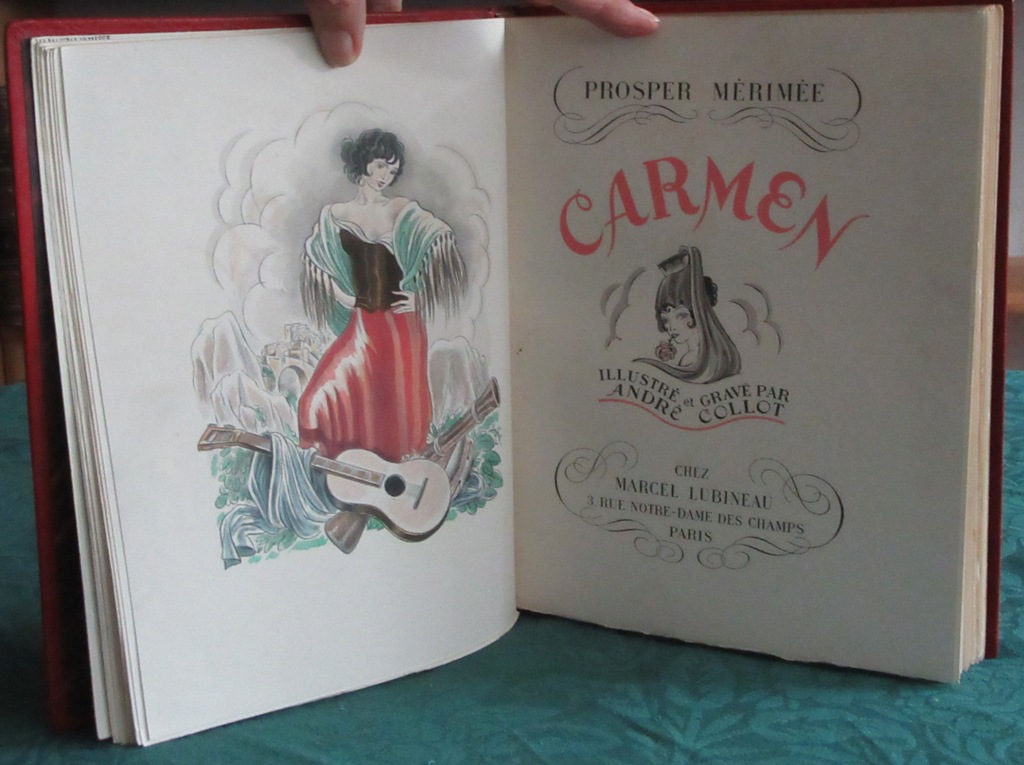 PROSPER MÉRIMÉE
CARMEN
ILLUSTRÉ et GRAVÉ PAR
ANDRÉ COLLOT
CHEZ
MARCEL LUBINEAU
3. RUE NOTRE-DAME DES CHAMPS
PARIS